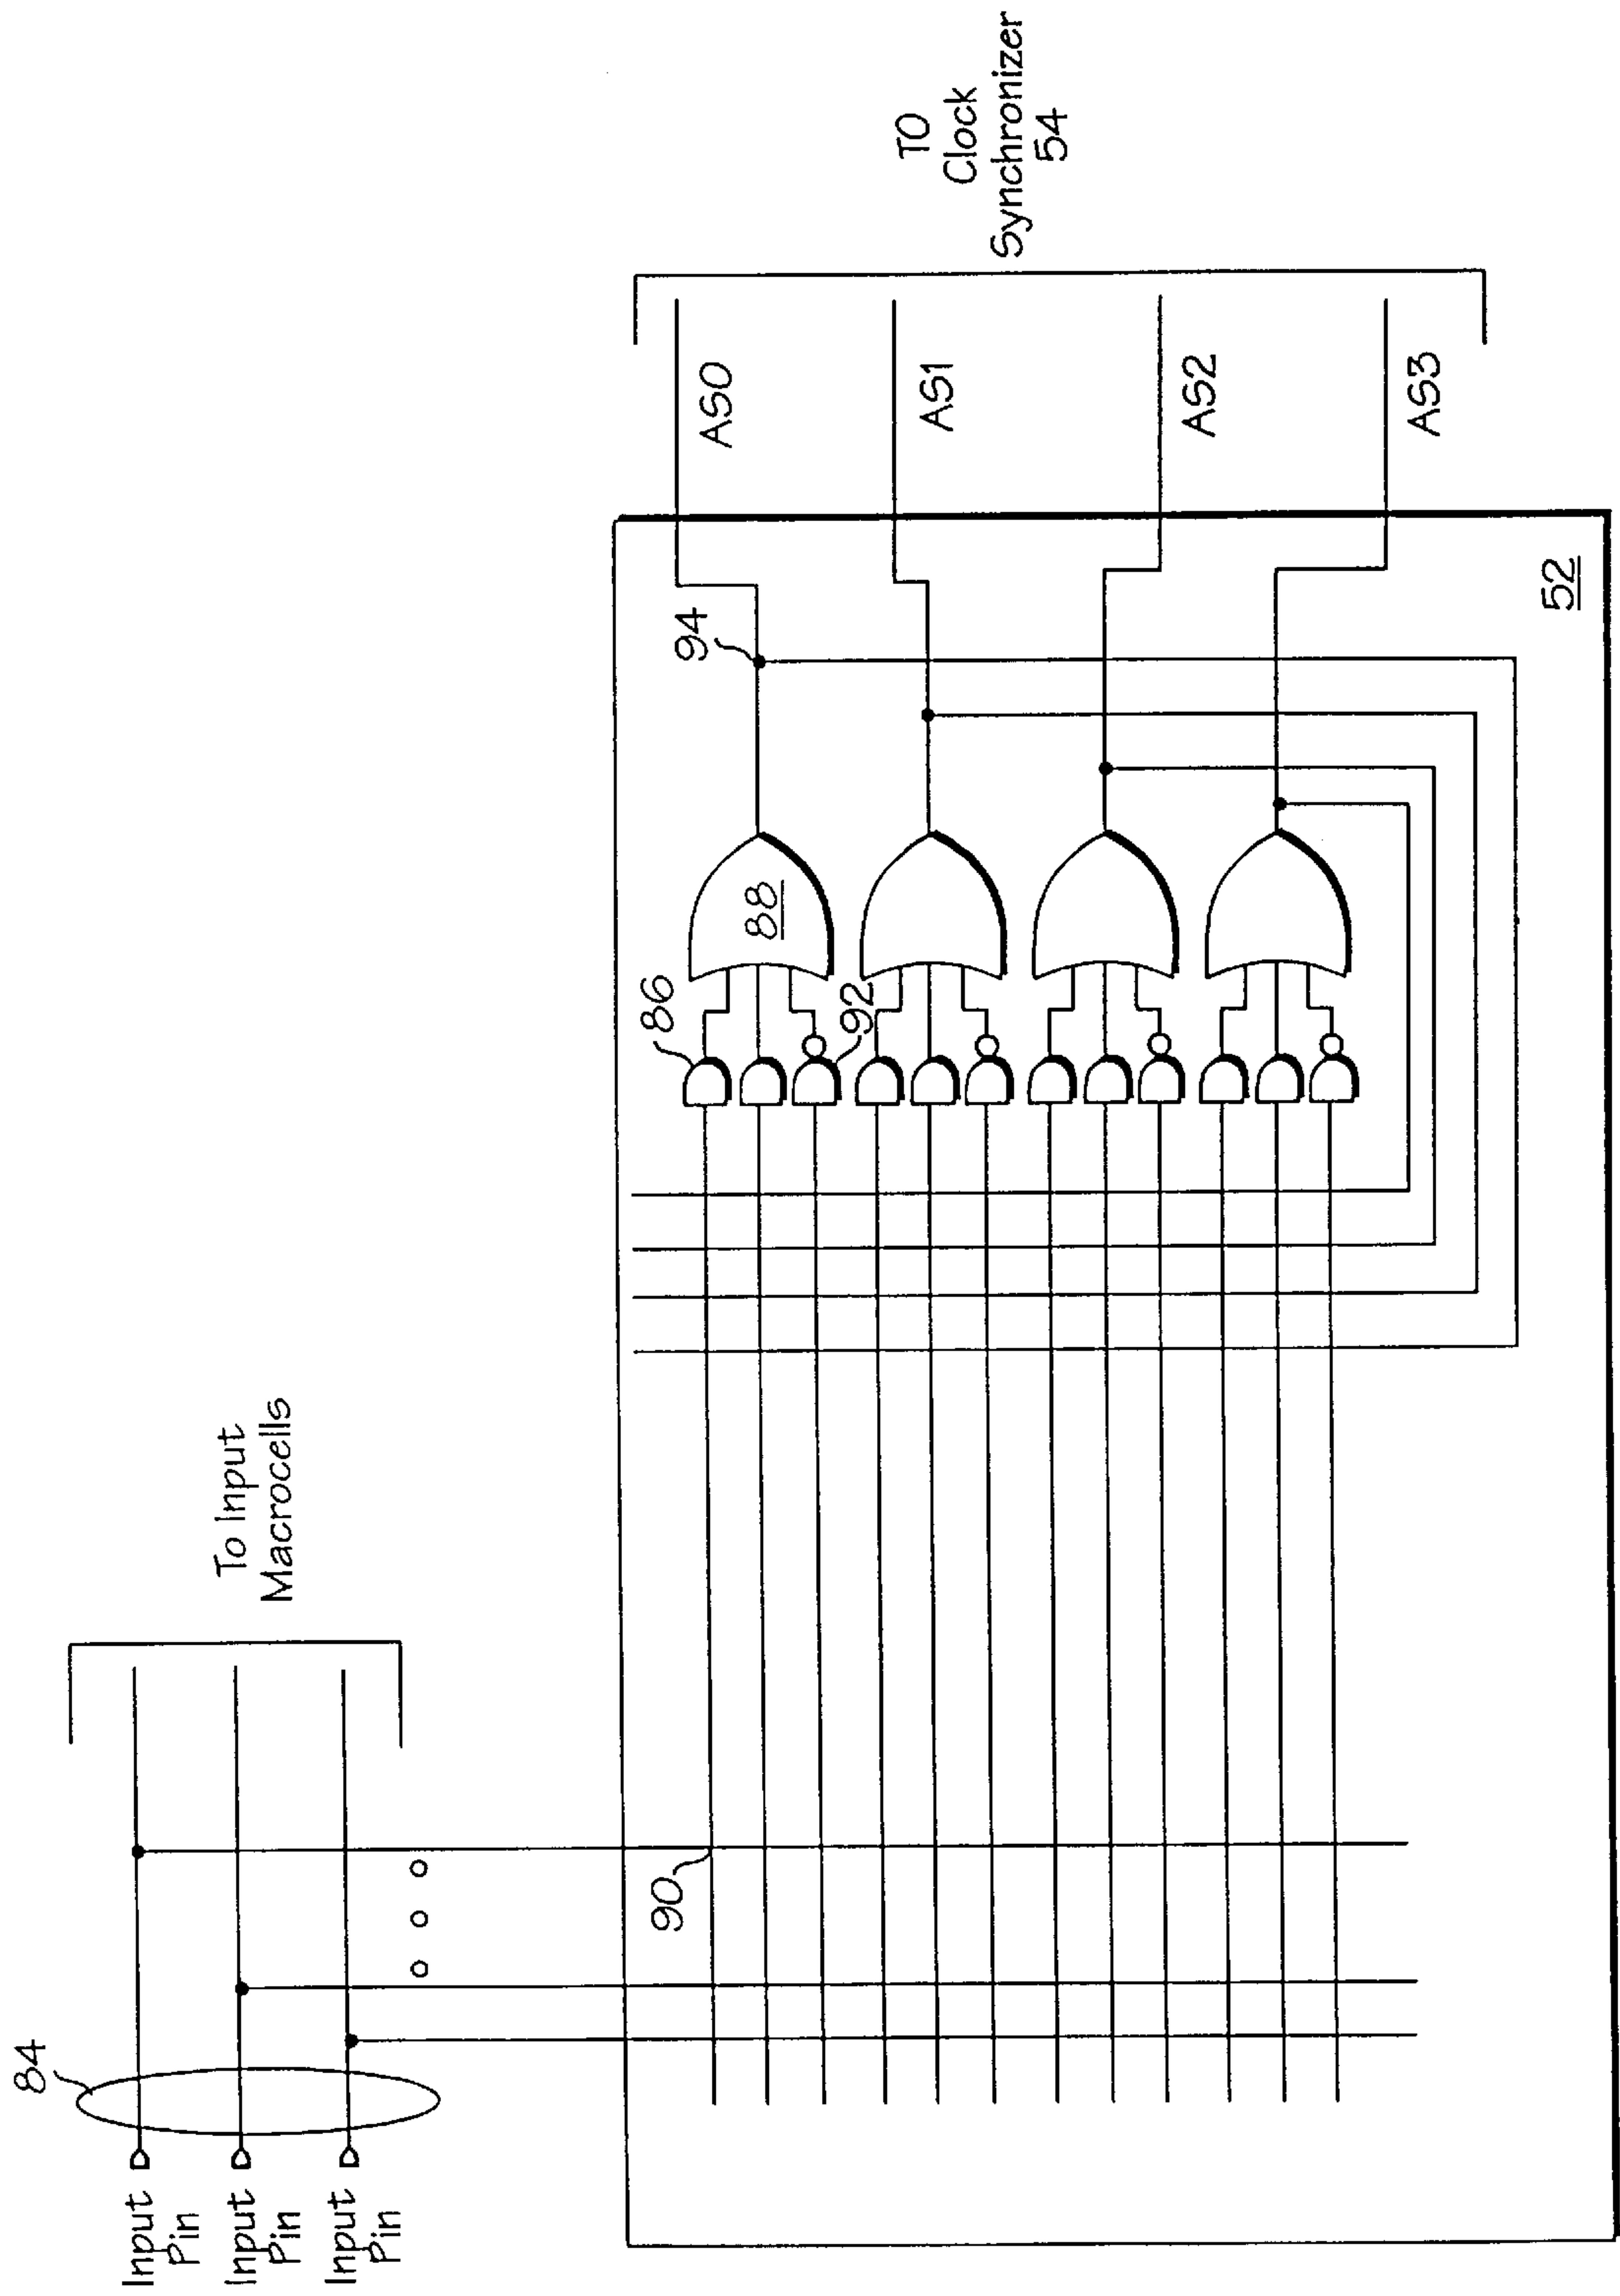 84
Input
Pin
Input
Pin
Input
Pin
To Input
Macrocells
90
86
88
92
94
AS0
AS1
AS2
AS3
TO
Clock
Synchronizer
54
52